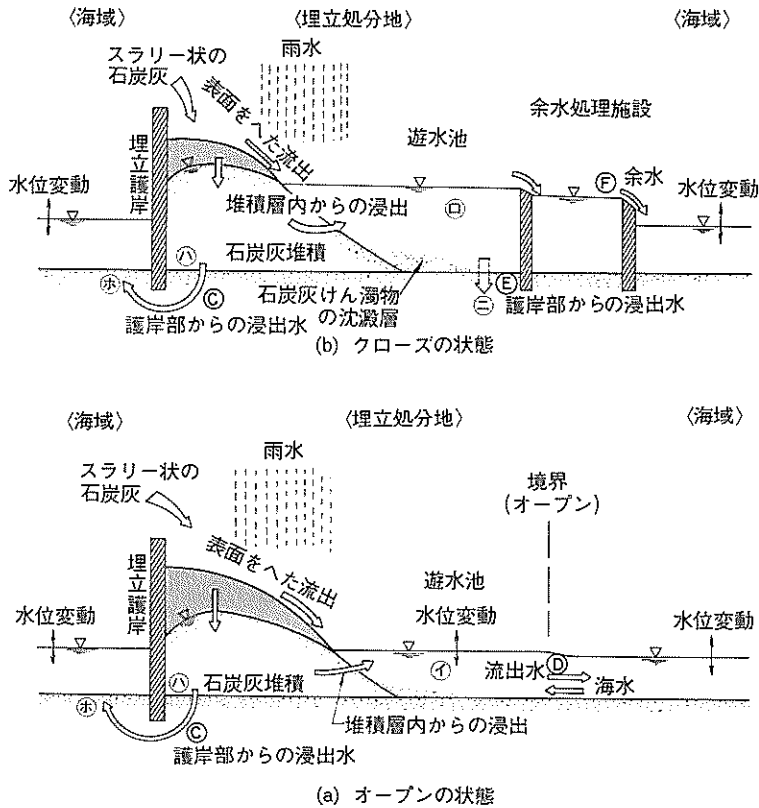 〈海域〉
〈埋立処分地〉
〈海域〉
スラリー状の
石炭灰
雨水
表面をへた流出
余水処理施設
埋立護岸
遊水池
水位変動
Ⓕ 余水
水位変動
堆積層内からの浸出
㋺
㋩
石炭灰堆積
㋭
Ⓒ
石炭灰けん濁物
の沈澱層
㋥
Ⓔ
護岸部からの浸出水
護岸部からの浸出水
(b) クローズの状態
〈海域〉
〈埋立処分地〉
〈海域〉
雨水
スラリー状の
石炭灰
境界
(オープン)
表面をへた流出
埋立護岸
遊水池
水位変動
水位変動
水位変動
㋑
流出水
Ⓓ
海水
㋩
石炭灰堆積
㋭
Ⓒ
堆積層内からの浸出
護岸部からの浸出水
(a) オープンの状態